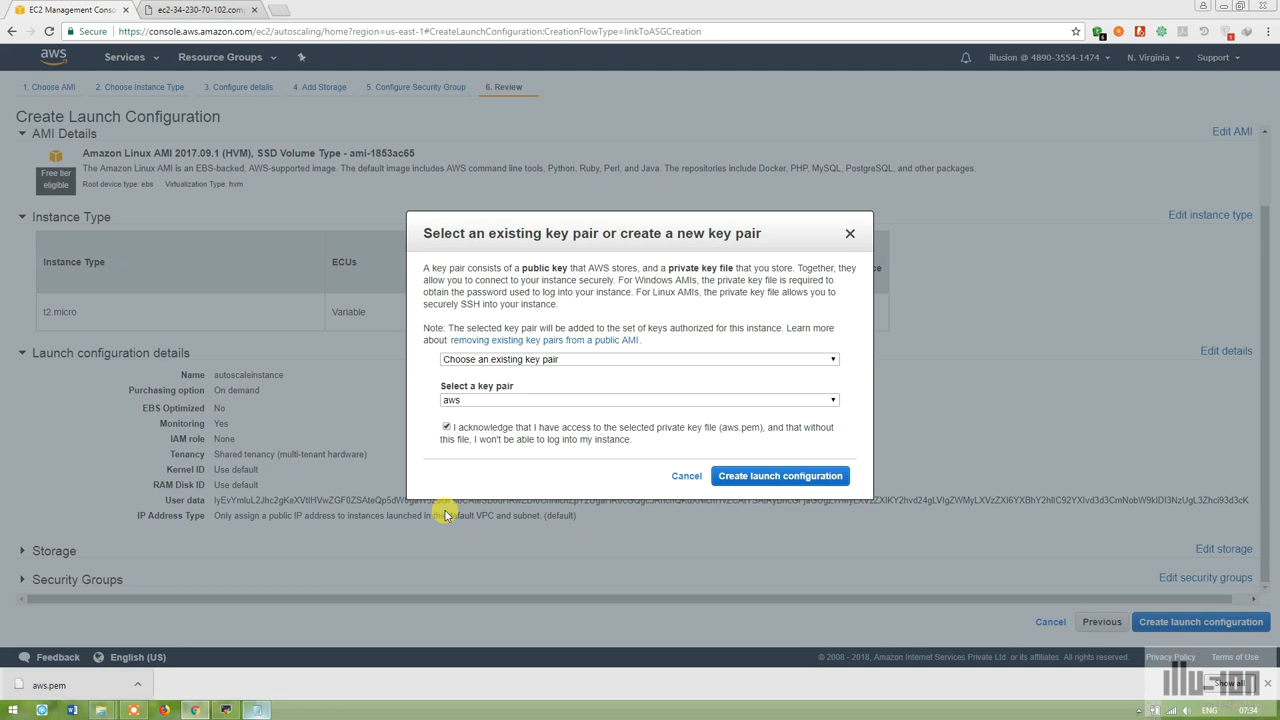 EC2 Management Conso
ec2-34-230-70-102.com
Secure
https://console.aws.amazon.com/ec2/autoscaling/home?region=us-east-1#CreateLaunchConfiguration:CreationFlowType=linkToASGCreation
aws
Services
Resource Groups
illusion @ 4890-3554-1474
N. Virginia
Support
1. Choose AMI
2. Choose Instance Type
3. Configure details
4. Add Storage
5. Configure Security Group
6. Review
Create Launch Configuration
AMI Details
Edit AMI
Amazon Linux AMI 2017.09.1 (HVM), SSD Volume Type - ami-1853ac65
Free tier
eligible
The Amazon Linux AMI is an EBS-backed, AWS-supported image. The default image includes AWS command line tools, Python, Ruby, Perl, and Java. The repositories include Docker, PHP, MySQL, PostgreSQL, and other packages.
Root device type: ebs Virtualization Type: hvm
Instance Type
Edit instance type
Instance Type
ECUs
t2.micro
Variable
Select an existing key pair or create a new key pair
A key pair consists of a public key that AWS stores, and a private key file that you store. Together, they
allow you to connect to your instance securely. For Windows AMIs, the private key file is required to
obtain the password used to log into your instance. For Linux AMIs, the private key file allows you to
securely SSH into your instance.
Note: The selected key pair will be added to the set of keys authorized for this instance. Learn more
about removing existing key pairs from a public AMI.
Choose an existing key pair
Select a key pair
aws
I acknowledge that I have access to the selected private key file (aws.pem), and that without
this file, I won't be able to log into my instance.
Cancel
Create launch configuration
Launch configuration details
Edit details
Name autoscaleinstance
Purchasing option On demand
EBS Optimized No
Monitoring Yes
IAM role None
Tenancy Shared tenancy (multi-tenant hardware)
Kernel ID Use default
RAM Disk ID Use default
User data
IP Address Type Only assign a public IP address to instances launched in the default VPC and subnet. (default)
Storage
Edit storage
Security Groups
Edit security groups
Cancel
Previous
Create launch configuration
Feedback
English (US)
© 2008 - 2018, Amazon Internet Services Private Ltd. or its affiliates. All rights reserved.
Privacy Policy
Terms of Use
aws.pem
Show all
illusion
ENG
07:34